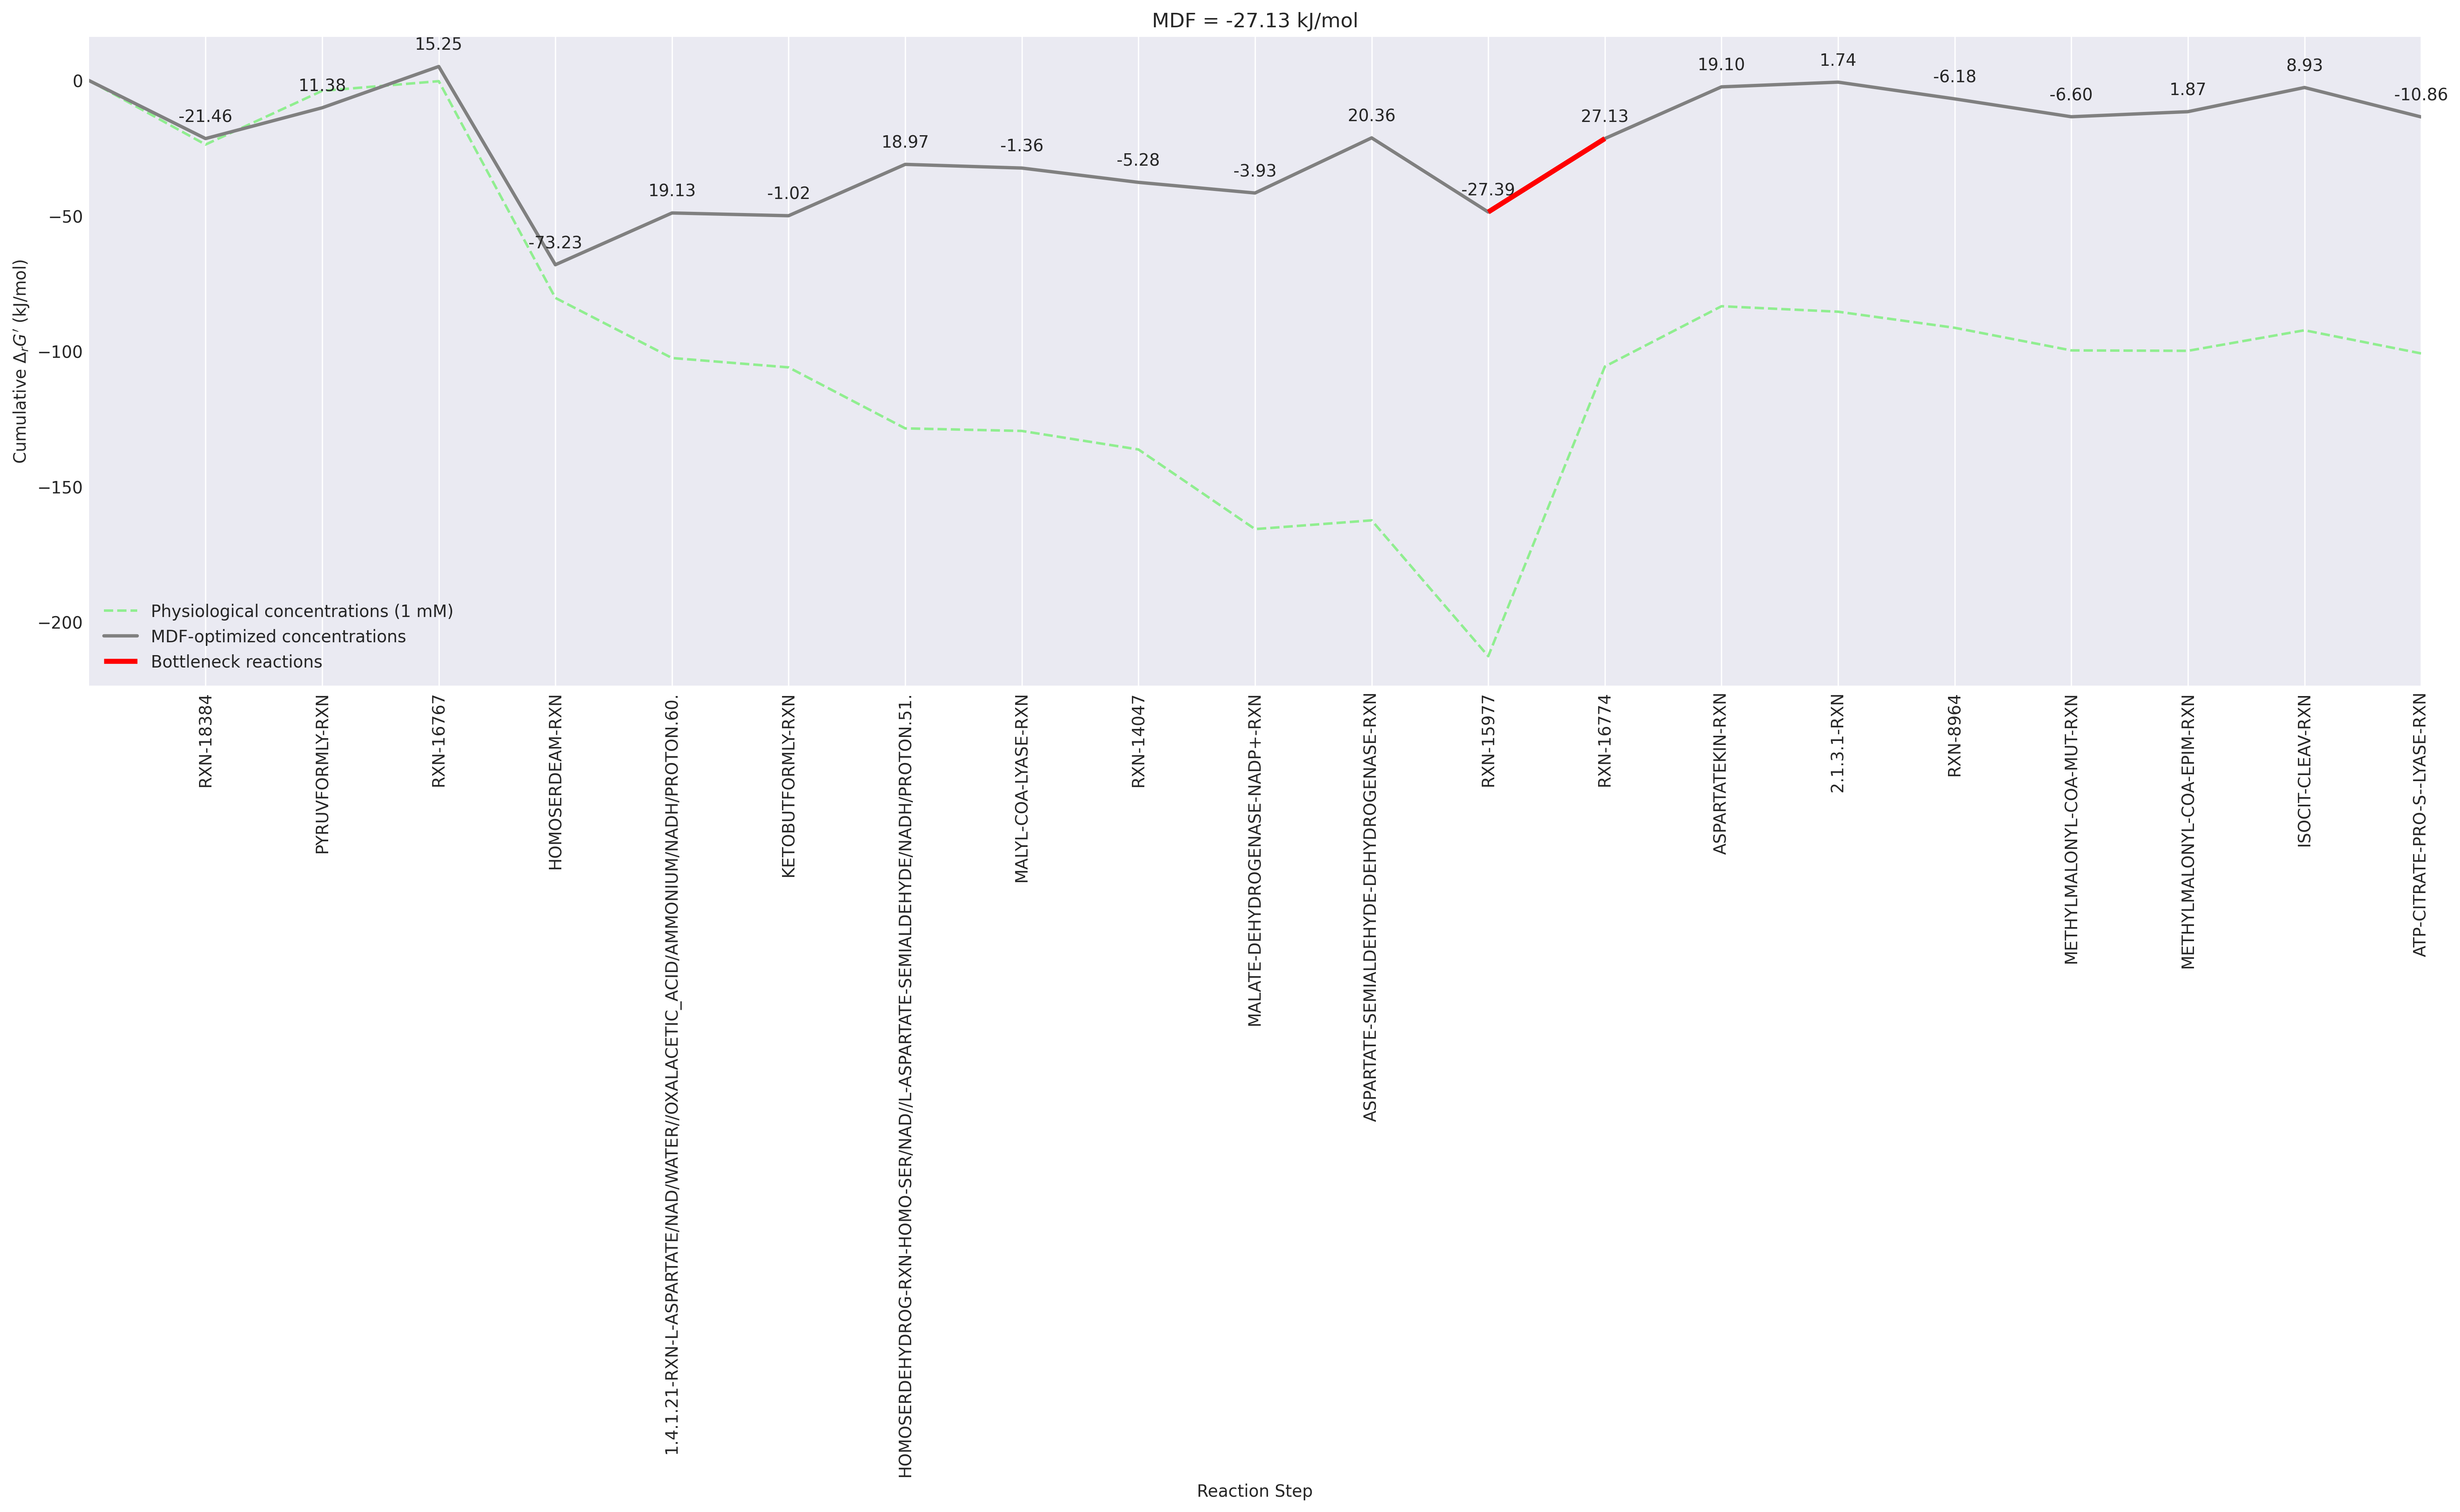 MDF = -27.13 kJ/mol
15.25
0
11.38
-21.46
-73.23
19.13
-1.02
18.97
-1.36
-5.28
-3.93
20.36
-27.39
27.13
19.10
1.74
-6.18
-6.60
1.87
8.93
-10.86
−50
−100
−150
−200
Cumulative ΔrG′ (kJ/mol)
Physiological concentrations (1 mM)
MDF-optimized concentrations
Bottleneck reactions
RXN-18384
PYRUVFORMLY-RXN
RXN-16767
HOMOSERDEAM-RXN
1.4.1.21-RXN-L-ASPARTATE/NAD/WATER//OXALACETIC_ACID/AMMONIUM/NADH/PROTON.60.
KETOBUTFORMLY-RXN
HOMOSERDEHYDROG-RXN-HOMO-SER/NAD//L-ASPARTATE-SEMIALDEHYDE/NADH/PROTON.51.
MALYL-COA-LYASE-RXN
RXN-14047
MALATE-DEHYDROGENASE-NADP+-RXN
ASPARTATE-SEMIALDEHYDE-DEHYDROGENASE-RXN
RXN-15977
RXN-16774
ASPARTATEKIN-RXN
2.1.3.1-RXN
RXN-8964
METHYLMALONYL-COA-MUT-RXN
METHYLMALONYL-COA-EPIM-RXN
ISOCIT-CLEAV-RXN
ATP-CITRATE-PRO-S--LYASE-RXN
Reaction Step